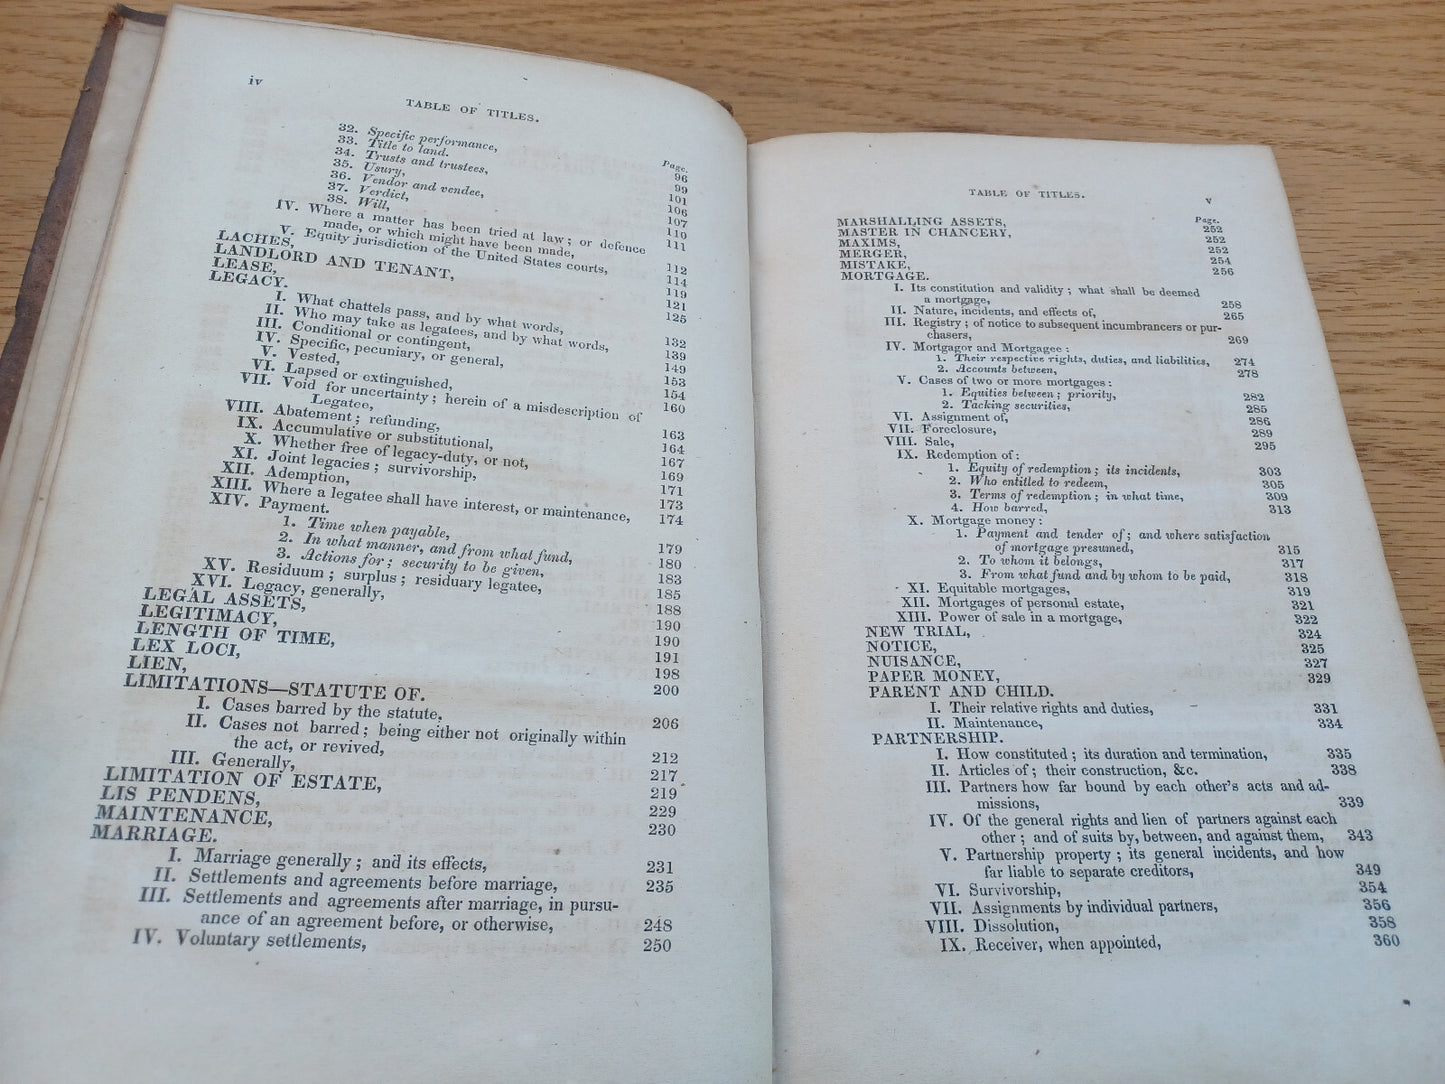 iv
TABLE OF TITLES.
Page.
32. Specific performance, 96
33. Title to land. 99
34. Trusts and trustees, 101
35. Usury, 106
36. Vendor and vendee, 107
37. Verdict, 110
38. Will, 111
IV. Where a matter has been tried at law; or defence
made, or which might have been made, 112
V. Equity jurisdiction of the United States courts, 114
LACHES, 119
LANDLORD AND TENANT, 121
LEASE, 125
LEGACY.
I. What chattels pass, and by what words, 132
II. Who may take as legatees, and by what words, 139
III. Conditional or contingent, 149
IV. Specific, pecuniary, or general, 153
V. Vested, 154
VI. Lapsed or extinguished, 160
VII. Void for uncertainty; herein of a misdescription of
Legatee, 163
VIII. Abatement; refunding, 164
IX. Accumulative or substitutional, 167
X. Whether free of legacy-duty, or not, 169
XI. Joint legacies; survivorship, 171
XII. Ademption, 173
XIII. Where a legatee shall have interest, or maintenance, 174
XIV. Payment.
1. Time when payable, 179
2. In what manner, and from what fund, 180
3. Actions for; security to be given, 183
XV. Residuum; surplus; residuary legatee, 185
XVI. Legacy, generally, 188
LEGAL ASSETS, 190
LEGITIMACY, 190
LENGTH OF TIME, 191
LEX LOCI, 198
LIEN, 200
LIMITATIONS—STATUTE OF.
I. Cases barred by the statute, 206
II. Cases not barred; being either not originally within
the act, or revived, 212
III. Generally, 217
LIMITATION OF ESTATE, 219
LIS PENDENS, 229
MAINTENANCE, 230
MARRIAGE.
I. Marriage generally; and its effects, 231
II. Settlements and agreements before marriage, 235
III. Settlements and agreements after marriage, in pursu-
ance of an agreement before, or otherwise, 248
IV. Voluntary settlements, 250
TABLE OF TITLES. v
Page.
MARSHALLING ASSETS, 252
MASTER IN CHANCERY, 252
MAXIMS, 252
MERGER, 254
MISTAKE, 256
MORTGAGE.
I. Its constitution and validity; what shall be deemed
a mortgage, 258
II. Nature, incidents, and effects of, 265
III. Registry; of notice to subsequent incumbrancers or pur-
chasers, 269
IV. Mortgagor and Mortgagee:
1. Their respective rights, duties, and liabilities, 274
2. Accounts between, 278
V. Cases of two or more mortgages:
1. Equities between; priority, 282
2. Tacking securities, 285
VI. Assignment of, 286
VII. Foreclosure, 289
VIII. Sale, 295
IX. Redemption of:
1. Equity of redemption; its incidents, 303
2. Who entitled to redeem, 305
3. Terms of redemption; in what time, 309
4. How barred, 313
X. Mortgage money:
1. Payment and tender of; and where satisfaction
of mortgage presumed, 315
2. To whom it belongs, 317
3. From what fund and by whom to be paid, 318
XI. Equitable mortgages, 319
XII. Mortgages of personal estate, 321
XIII. Power of sale in a mortgage, 322
NEW TRIAL, 324
NOTICE, 325
NUISANCE, 327
PAPER MONEY, 329
PARENT AND CHILD.
I. Their relative rights and duties, 331
II. Maintenance, 334
PARTNERSHIP.
I. How constituted; its duration and termination, 335
II. Articles of; their construction, &c. 338
III. Partners how far bound by each other's acts and ad-
missions, 339
IV. Of the general rights and lien of partners against each
other; and of suits by, between, and against them, 343
V. Partnership property; its general incidents, and how
far liable to separate creditors, 349
VI. Survivorship, 354
VII. Assignments by individual partners, 356
VIII. Dissolution, 358
IX. Receiver, when appointed, 360